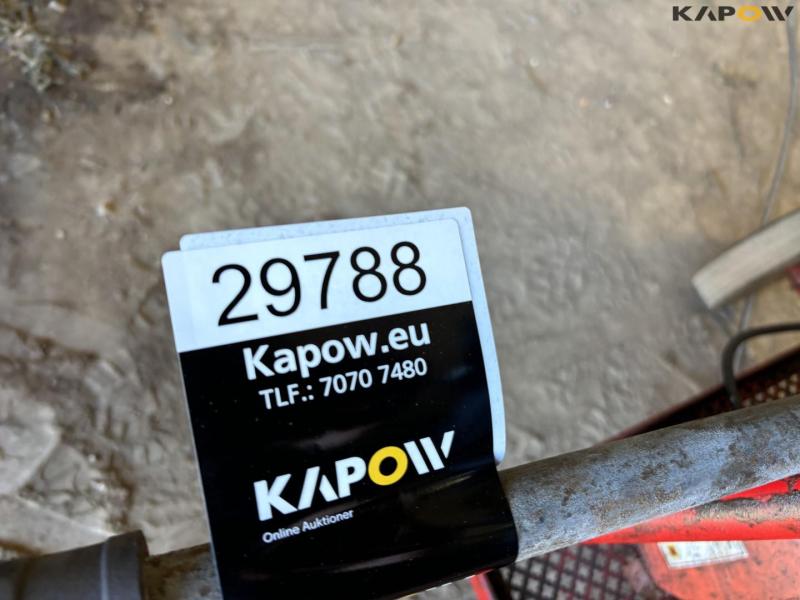 KAPOW
29788
Kapow.eu
TLF.: 7070 7480
KAPOW
Online Auktioner